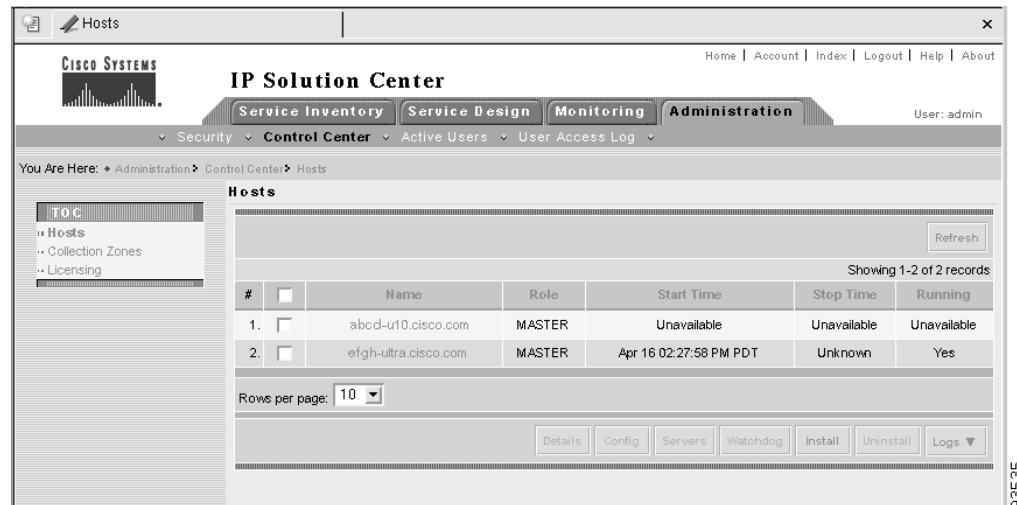 Hosts
×
CISCO SYSTEMS
Home | Account | Index | Logout | Help | About
IP Solution Center
Service Inventory Service Design Monitoring Administration
User: admin
Security Control Center Active Users User Access Log
You Are Here: Administration Control Center Hosts
Hosts
TOC
Hosts
Collection Zones
Licensing
Refresh
Showing 1-2 of 2 records
# Name Role Start Time Stop Time Running
1. abcd-u10.cisco.com MASTER Unavailable Unavailable Unavailable
2. efgh-ultra.cisco.com MASTER Apr 16 02:27:58 PM PDT Unknown Yes
Rows per page: 10
Details Config Servers Watchdog Install Uninstall Logs